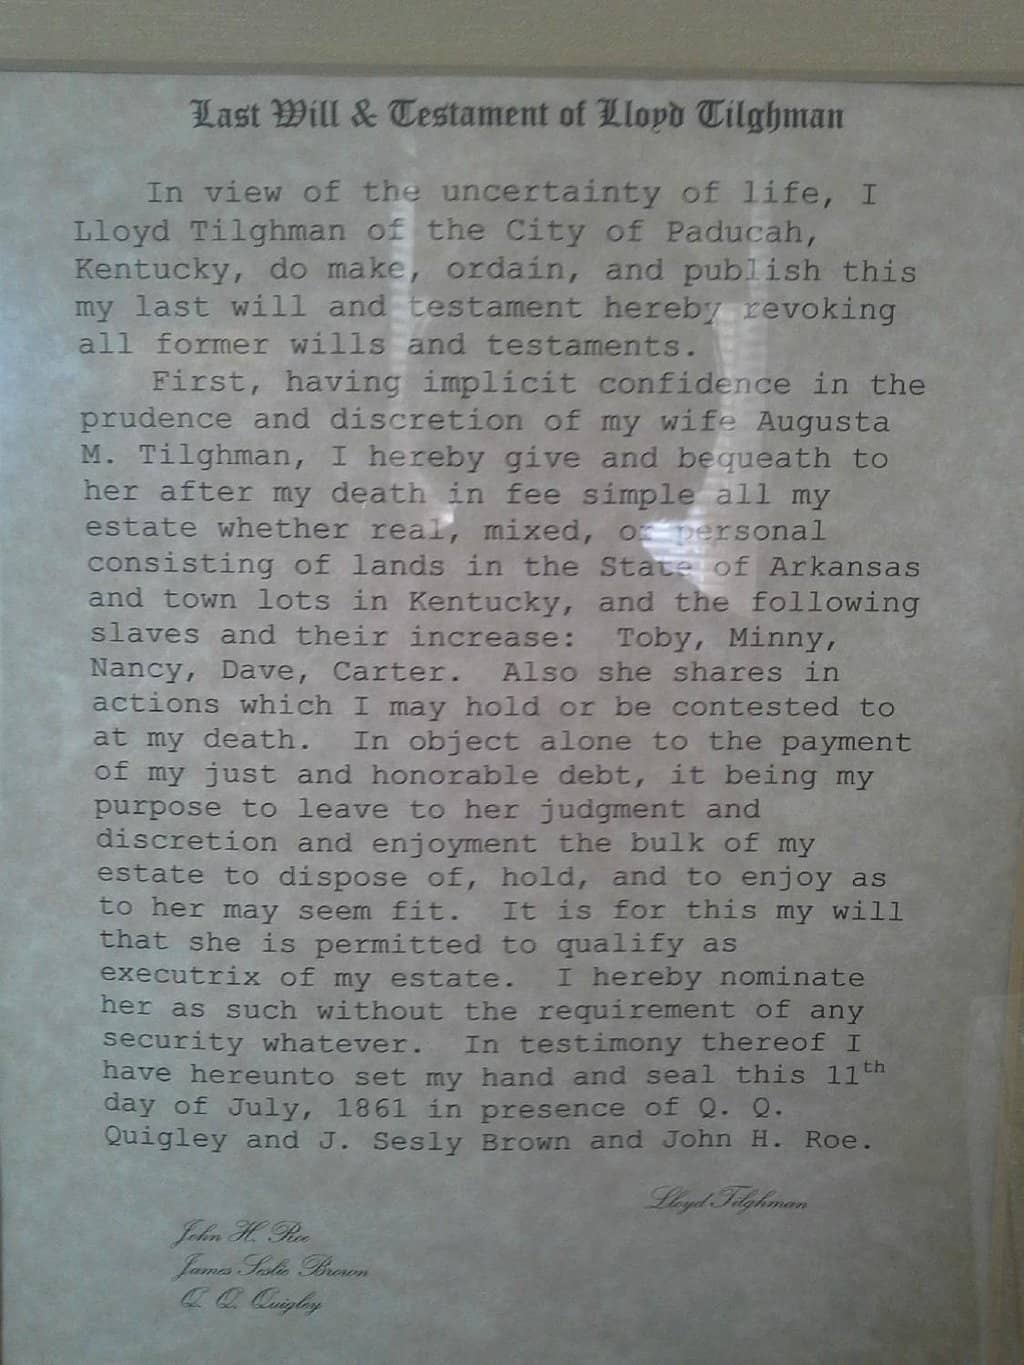 Last Will & Testament of Lloyd Tilghman
In view of the uncertainty of life, I
Lloyd Tilghman of the City of Paducah,
Kentucky, do make, ordain, and publish this
my last will and testament hereby revoking
all former wills and testaments.
First, having implicit confidence in the
prudence and discretion of my wife Augusta
M. Tilghman, I hereby give and bequeath to
her after my death in fee simple all my
estate whether real, mixed, or personal
consisting of lands in the State of Arkansas
and town lots in Kentucky, and the following
slaves and their increase: Toby, Minny,
Nancy, Dave, Carter. Also she shares in
actions which I may hold or be contested to
at my death. In object alone to the payment
of my just and honorable debt, it being my
purpose to leave to her judgment and
discretion and enjoyment the bulk of my
estate to dispose of, hold, and to enjoy as
to her may seem fit. It is for this my will
that she is permitted to qualify as
executrix of my estate. I hereby nominate
her as such without the requirement of any
security whatever. In testimony thereof I
have hereunto set my hand and seal this 11th
day of July, 1861 in presence of Q. Q.
Quigley and J. Sesly Brown and John H. Roe.
Lloyd Tilghman
John H. Roe
James Seslie Brown
Q. Q. Quigley